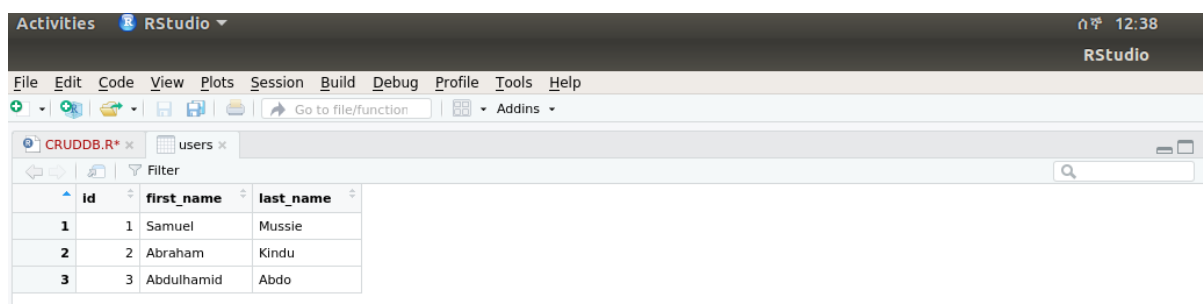 Activities RStudio ሰኞ 12:38
RStudio
File Edit Code View Plots Session Build Debug Profile Tools Help
Go to file/function Addins
CRUDDB.R* users
Filter
id first_name last_name
1 1 Samuel Mussie
2 2 Abraham Kindu
3 3 Abdulhamid Abdo